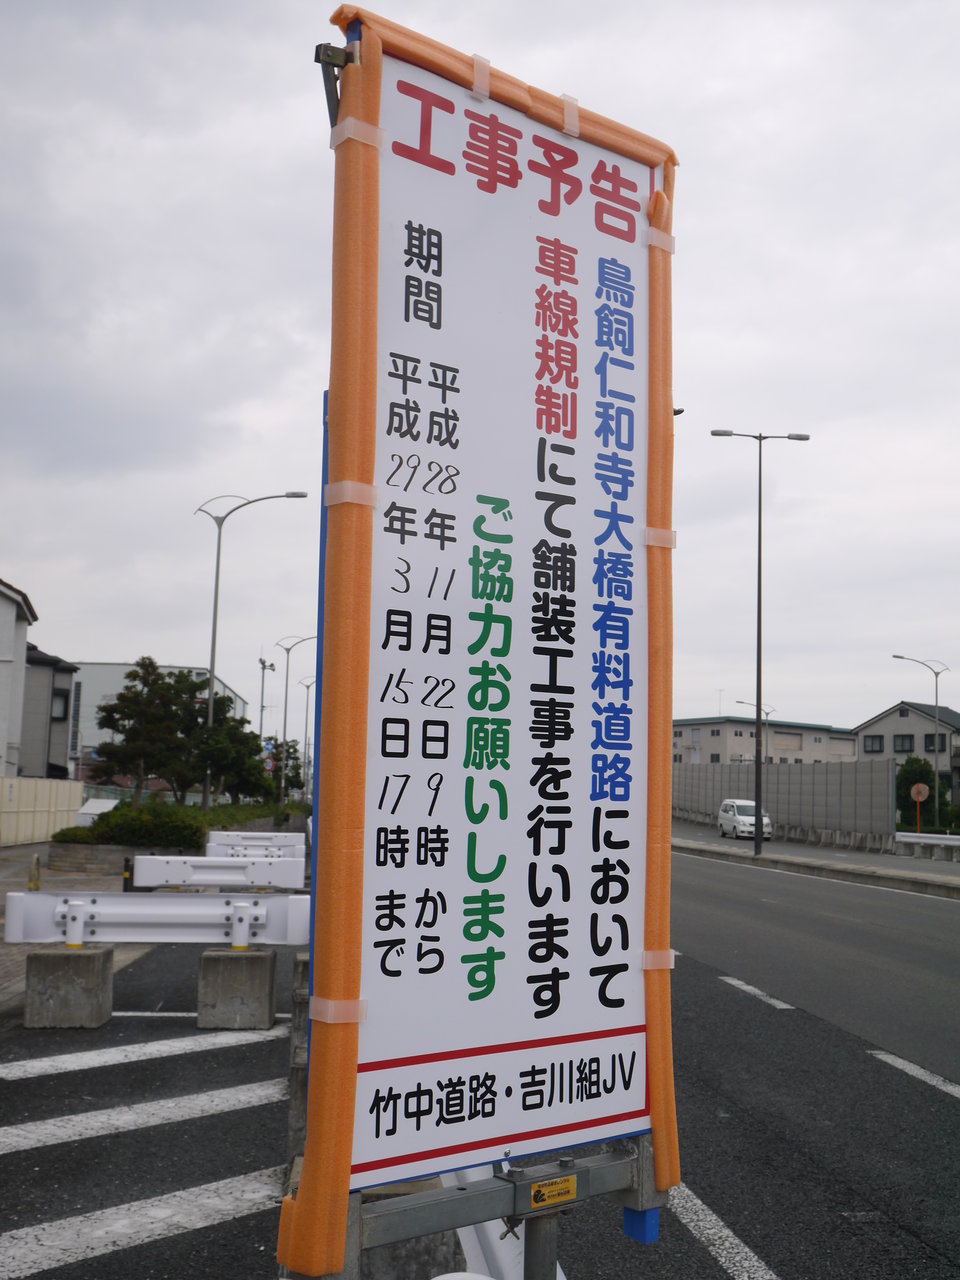 工事予告
鳥飼仁和寺大橋有料道路において
車線規制にて舗装工事を行います
ご協力お願いします
期間
平成28年11月22日9時から
平成29年3月15日17時まで
竹中道路・吉川組JV